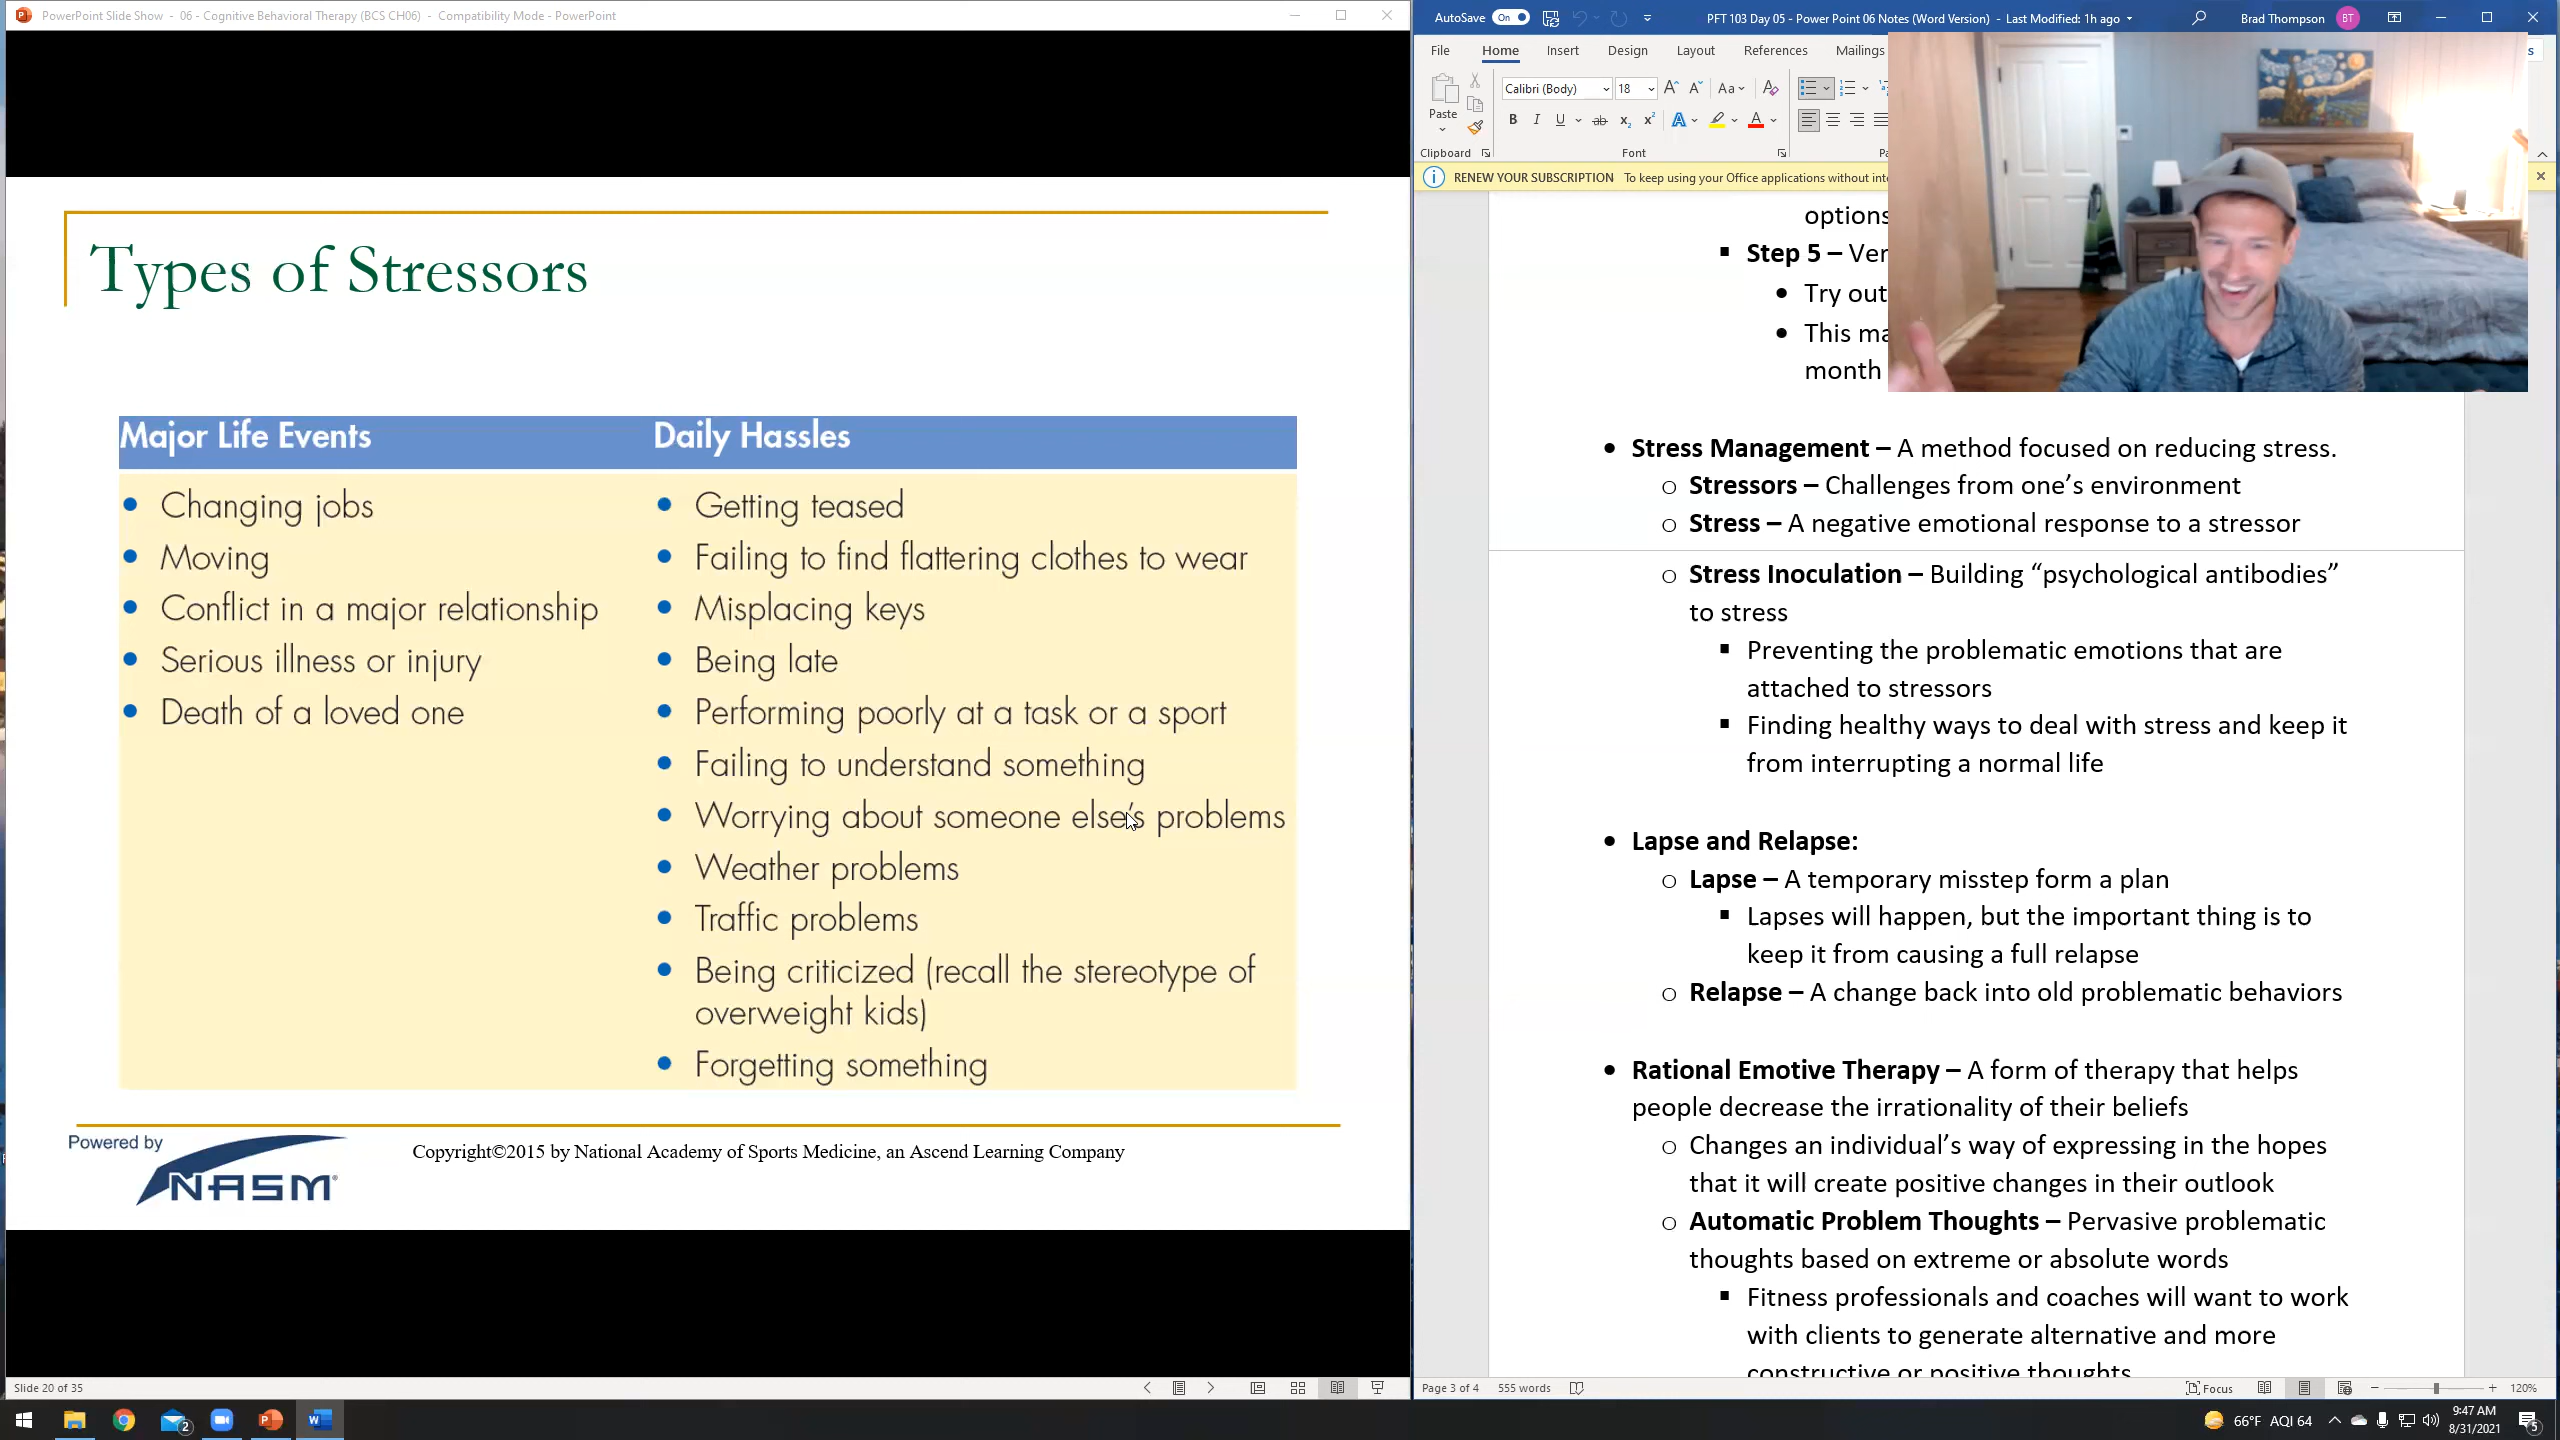 PowerPoint Slide Show - 06 - Cognitive Behavioral Therapy (BCS CH06) - Compatibility Mode - PowerPoint
Types of Stressors
Major Life Events
Changing jobs
Moving
Conflict in a major relationship
Serious illness or injury
Death of a loved one
Daily Hassles
Getting teased
Failing to find flattering clothes to wear
Misplacing keys
Being late
Performing poorly at a task or a sport
Failing to understand something
Worrying about someone else's problems
Weather problems
Traffic problems
Being criticized (recall the stereotype of
overweight kids)
Forgetting something
Powered by
NASM
Copyright©2015 by National Academy of Sports Medicine, an Ascend Learning Company
Slide 20 of 35
AutoSave On
PFT 103 Day 05 - Power Point 06 Notes (Word Version) - Last Modified: 1h ago
Brad Thompson BT
File Home Insert Design Layout References Mailings
Calibri (Body) 18
Paste
Clipboard Font
RENEW YOUR SUBSCRIPTION To keep using your Office applications without
options
Step 5 –
Try out
This
month
Stress Management – A method focused on reducing stress.
Stressors – Challenges from one's environment
Stress – A negative emotional response to a stressor
Stress Inoculation – Building “psychological antibodies”
to stress
Preventing the problematic emotions that are
attached to stressors
Finding healthy ways to deal with stress and keep it
from interrupting a normal life
Lapse and Relapse:
Lapse – A temporary misstep form a plan
Lapses will happen, but the important thing is to
keep it from causing a full relapse
Relapse – A change back into old problematic behaviors
Rational Emotive Therapy – A form of therapy that helps
people decrease the irrationality of their beliefs
Changes an individual's way of expressing in the hopes
that it will create positive changes in their outlook
Automatic Problem Thoughts – Pervasive problematic
thoughts based on extreme or absolute words
Fitness professionals and coaches will want to work
with clients to generate alternative and more
constructive or positive thoughts
Page 3 of 4 555 words
Focus
120%
2
66°F AQI 64
9:47 AM
8/31/2021
5